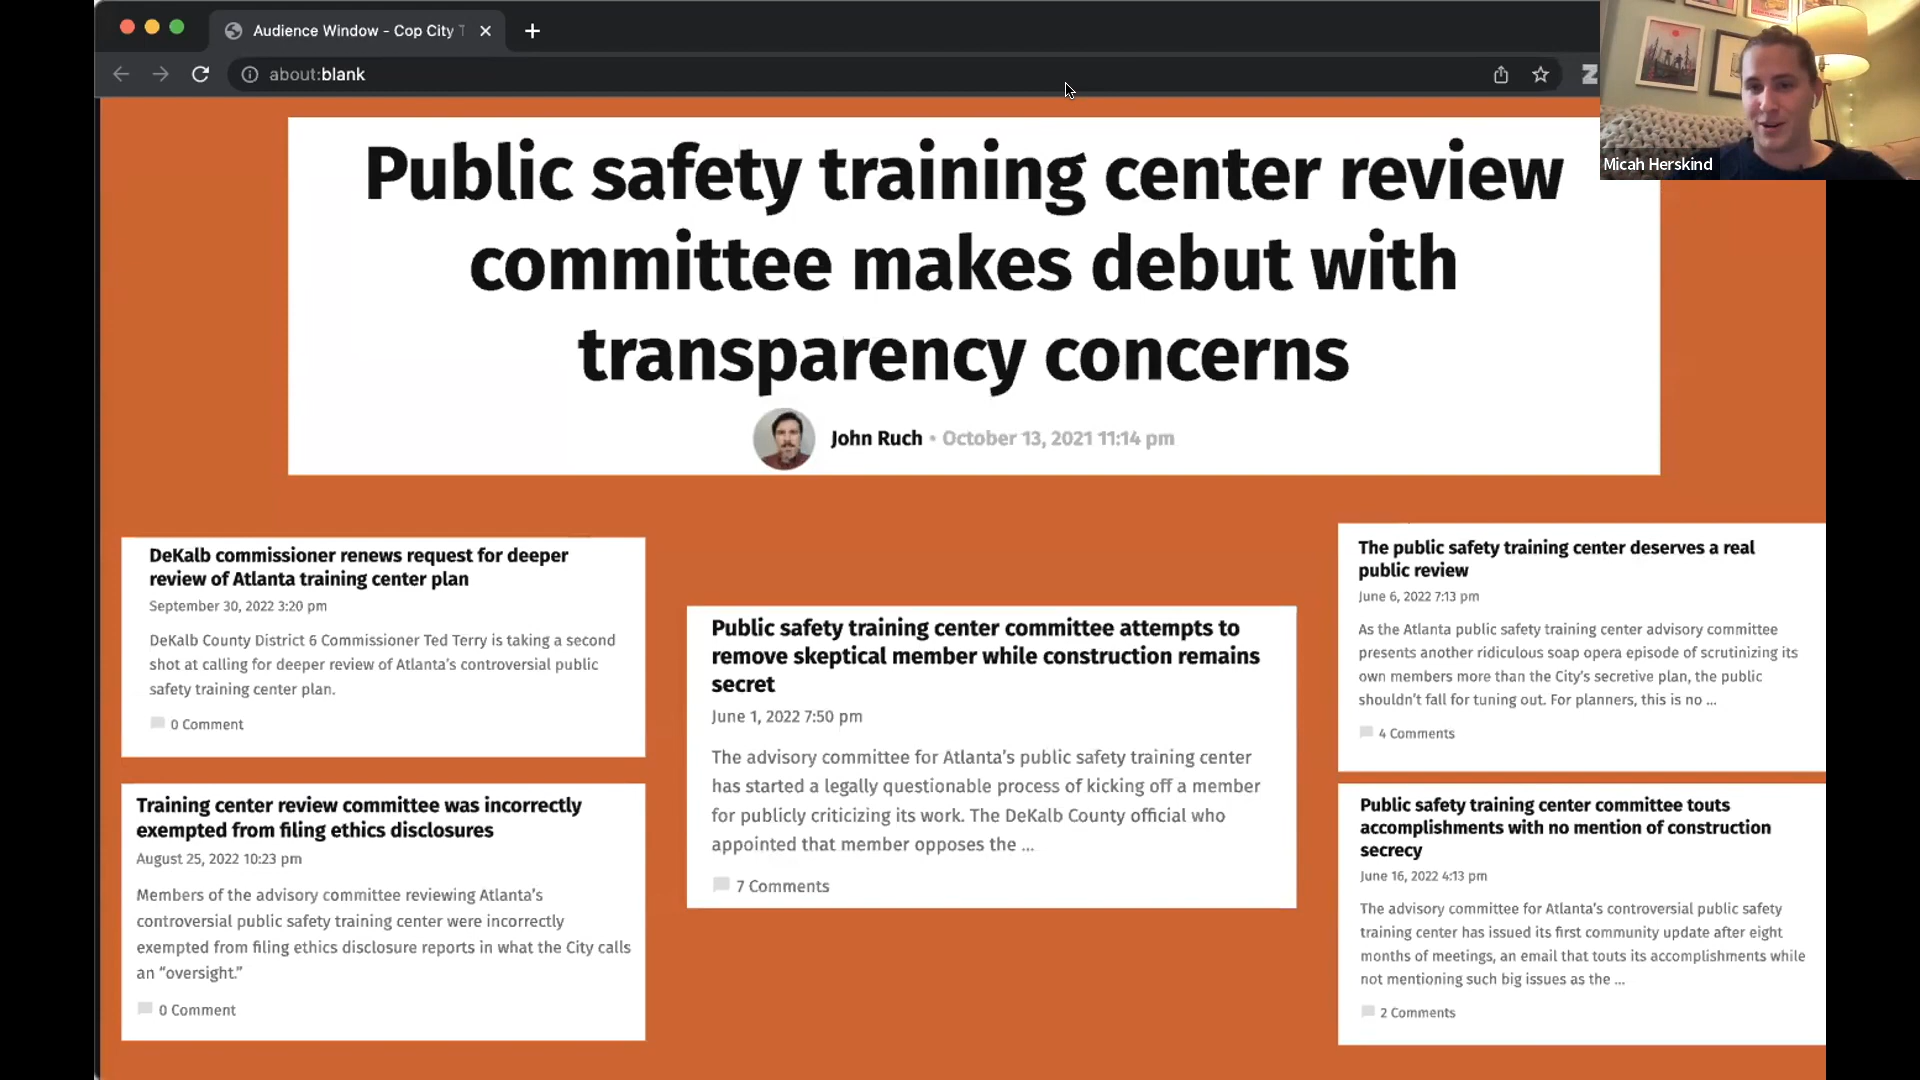 Audience Window - Cop City T
about:blank
Micah Herskind
Public safety training center review
committee makes debut with
transparency concerns
John Ruch • October 13, 2021 11:14 pm
DeKalb commissioner renews request for deeper
review of Atlanta training center plan
September 30, 2022 3:20 pm
DeKalb County District 6 Commissioner Ted Terry is taking a second
shot at calling for deeper review of Atlanta's controversial public
safety training center plan.
0 Comment
Training center review committee was incorrectly
exempted from filing ethics disclosures
August 25, 2022 10:23 pm
Members of the advisory committee reviewing Atlanta's
controversial public safety training center were incorrectly
exempted from filing ethics disclosure reports in what the City calls
an “oversight.”
0 Comment
Public safety training center committee attempts to
remove skeptical member while construction remains
secret
June 1, 2022 7:50 pm
The advisory committee for Atlanta's public safety training center
has started a legally questionable process of kicking off a member
for publicly criticizing its work. The DeKalb County official who
appointed that member opposes the ...
7 Comments
The public safety training center deserves a real
public review
June 6, 2022 7:13 pm
As the Atlanta public safety training center advisory committee
presents another ridiculous soap opera episode of scrutinizing its
own members more than the City's secretive plan, the public
shouldn't fall for tuning out. For planners, this is no ...
4 Comments
Public safety training center committee touts
accomplishments with no mention of construction
secrecy
June 16, 2022 4:13 pm
The advisory committee for Atlanta's controversial public safety
training center has issued its first community update after eight
months of meetings, an email that touts its accomplishments while
not mentioning such big issues as the ...
2 Comments